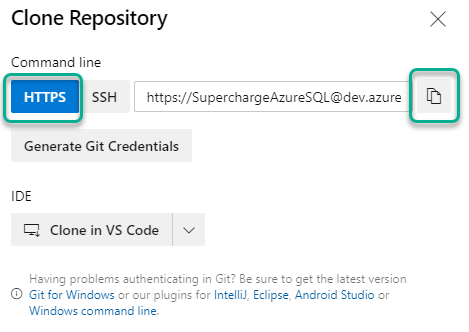 Clone Repository
Command line
HTTPS SSH https://SuperchargeAzureSQL@dev.azure
Generate Git Credentials
IDE
Clone in VS Code
Having problems authenticating in Git? Be sure to get the latest version
Git for Windows or our plugins for IntelliJ, Eclipse, Android Studio or
Windows command line.